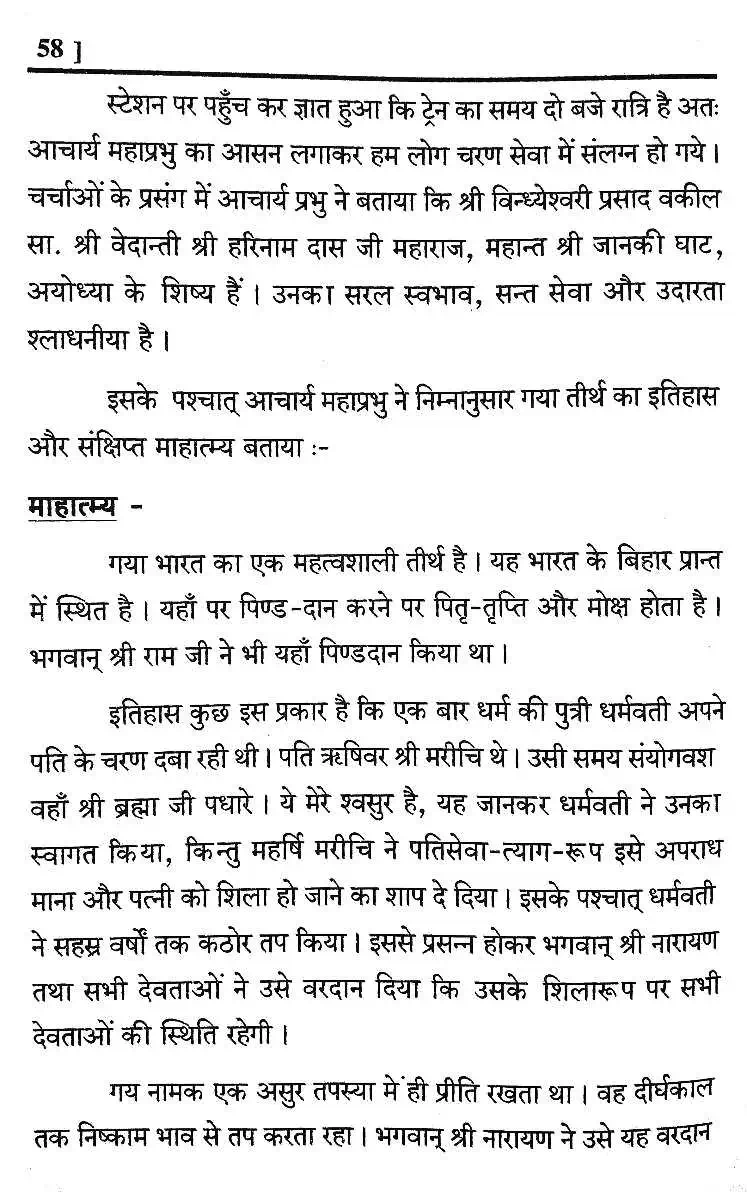 58 ]
स्टेशन पर पहुँच कर ज्ञात हुआ कि ट्रेन का समय दो बजे रात्रि है अतः
आचार्य महाप्रभु का आसन लगाकर हम लोग चरण सेवा में संलग्न हो गये ।
चर्चाओं के प्रसंग में आचार्य प्रभु ने बताया कि श्री विन्ध्येश्वरी प्रसाद वकील
सा. श्री वेदान्ती श्री हरिनाम दास जी महाराज, महान्त श्री जानकी घाट,
अयोध्या के शिष्य हैं । उनका सरल स्वभाव, सन्त सेवा और उदारता
श्लाधनीया है ।
इसके पश्चात् आचार्य महाप्रभु ने निम्नानुसार गया तीर्थ का इतिहास
और संक्षिप्त माहात्म्य बताया :-
माहात्म्य -
गया भारत का एक महत्वशाली तीर्थ है । यह भारत के बिहार प्रान्त
में स्थित है । यहाँ पर पिण्ड-दान करने पर पितृ-तृप्ति और मोक्ष होता है ।
भगवान् श्री राम जी ने भी यहाँ पिण्डदान किया था ।
इतिहास कुछ इस प्रकार है कि एक बार धर्म की पुत्री धर्मवती अपने
पति के चरण दबा रही थी । पति ऋषिवर श्री मरीचि थे । उसी समय संयोगवश
वहाँ श्री ब्रह्मा जी पधारे । ये मेरे श्वसुर है, यह जानकर धर्मवती ने उनका
स्वागत किया, किन्तु महर्षि मरीचि ने पतिसेवा-त्याग-रूप इसे अपराध
माना और पत्नी को शिला हो जाने का शाप दे दिया । इसके पश्चात् धर्मवती
ने सहस्र वर्षों तक कठोर तप किया । इससे प्रसन्न होकर भगवान् श्री नारायण
तथा सभी देवताओं ने उसे वरदान दिया कि उसके शिलारूप पर सभी
देवताओं की स्थिति रहेगी ।
गय नामक एक असुर तपस्या में ही प्रीति रखता था । वह दीर्घकाल
तक निष्काम भाव से तप करता रहा । भगवान् श्री नारायण ने उसे यह वरदान